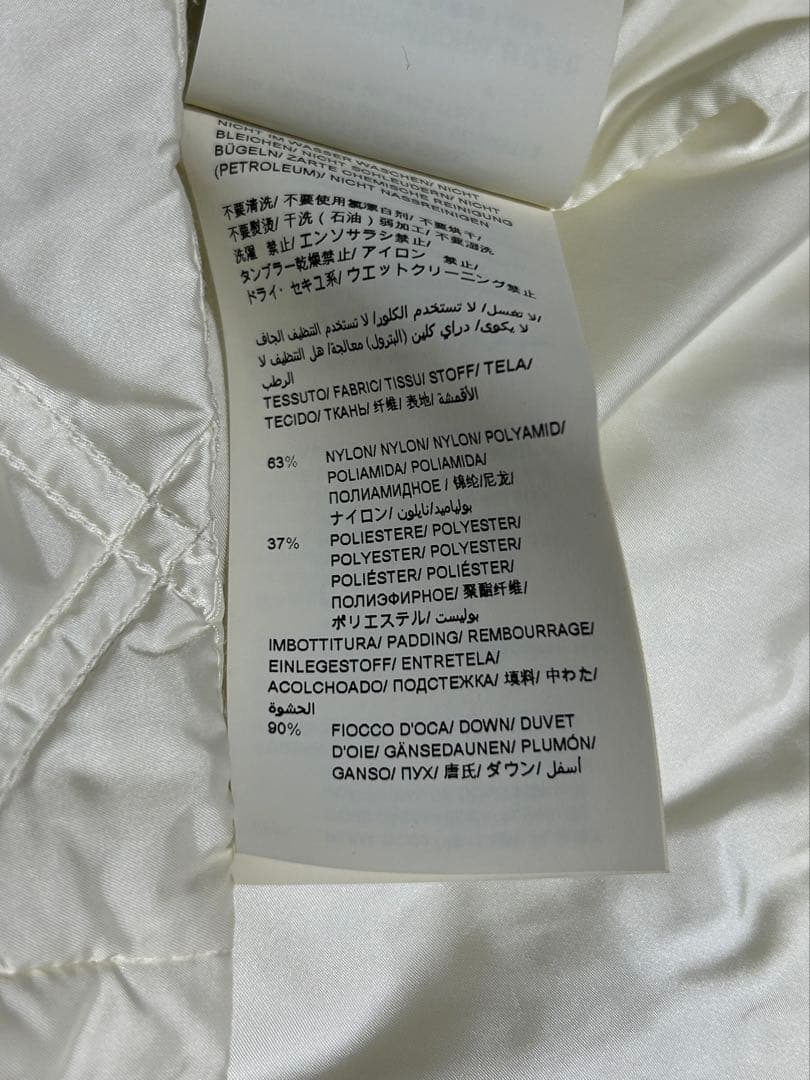 NICHT IM WASSER WASCHEN/ NICHT
BLEICHEN/ NICHT SCHLEUDERN/ NICHT
BÜGELN/ ZARTE CHEMISCHE REINIGUNG
(PETROLEUM)/ NICHT NASSREINIGEN
不要清洗/ 不要使用氯漂白剂/ 不要烘干/
不要熨烫/ 干洗（石油）弱加工/ 不要湿洗
洗濯 禁止/ エンソサラシ禁止/
タンブラー乾燥禁止/ アイロン 禁止/
ドライ・セキユ系/ ウエットクリーニング禁止
لا تغسل/ لا تستخدم الكلور/ لا تستخدم التنظيف الجاف/
لا يكوى/ دراي كلين (البترول) معالجة/ هل التنظيف لا
الرطب
TESSUTO/ FABRIC/ TISSU/ STOFF/ TELA/
TECIDO/ ТКАНЬ/ 纤维/ 表地/ الأقمشة/
63% NYLON/ NYLON/ NYLON/ POLYAMID/
POLIAMIDA/ POLIAMIDA/
ПОЛИАМИДНОЕ / 锦纶/尼龙/
ナイロン/ بولياميد/نايلون
37% POLIESTERE/ POLYESTER/
POLYESTER/ POLYESTER/
POLIÉSTER/ POLIÉSTER/
ПОЛИЭФИРНОЕ/ 聚酯纤维/
ポリエステル/ بوليست
IMBOTTITURA/ PADDING/ REMBOURRAGE/
EINLEGESTOFF/ ENTRETELA/
ACOLCHOADO/ ПОДСТЕЖКА/ 填料/ 中わた/
الحشوة
90% FIOCCO D'OCA/ DOWN/ DUVET
D'OIE/ GÄNSEDAUNEN/ PLUMÓN/
GANSO/ ПУХ/ 唐氏/ ダウン/ أسفل